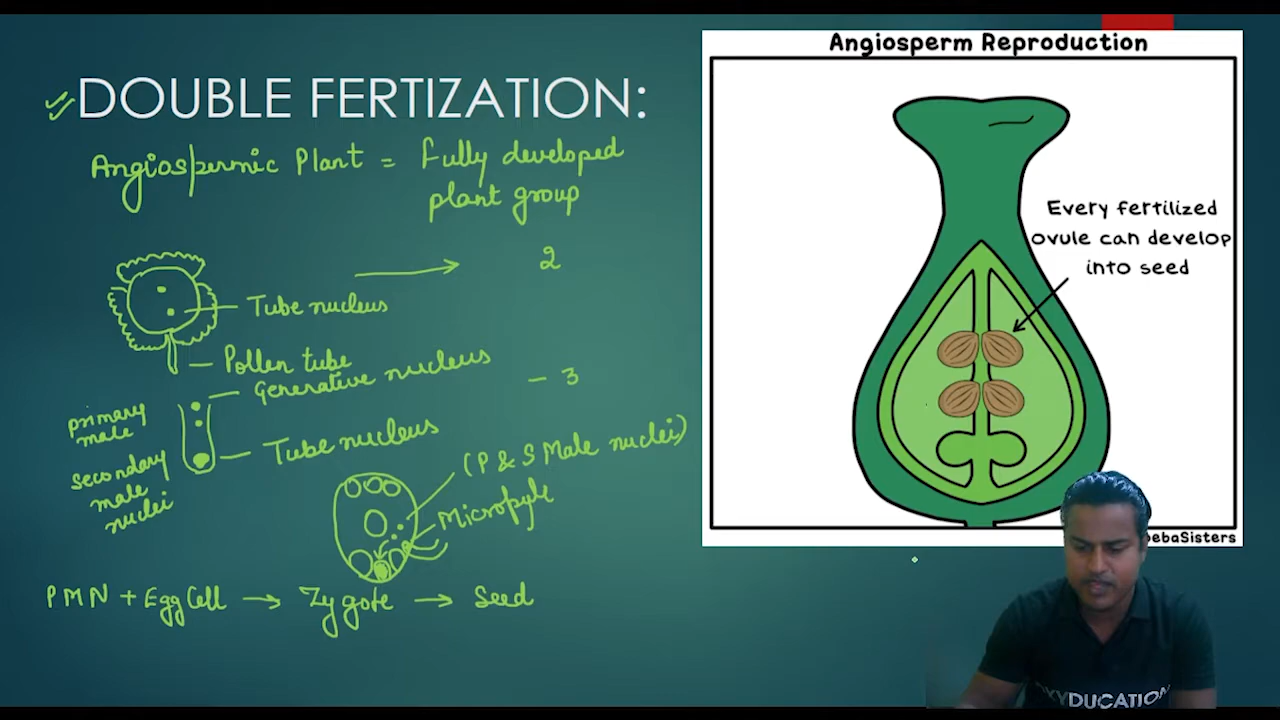 DOUBLE FERTIZATION:
Angiospermic Plant = Fully developed
plant group
2
Tube nucleus
Pollen tube
Generative nucleus
- 3
primary
male
Tube nucleus
secondary
male
nuclei
(P & S Male nuclei)
Micropyle
PMN + Egg Cell → Zygote → Seed
Angiosperm Reproduction
Every fertilized
ovule can develop
into seed
ebaSisters
XYDUCATION